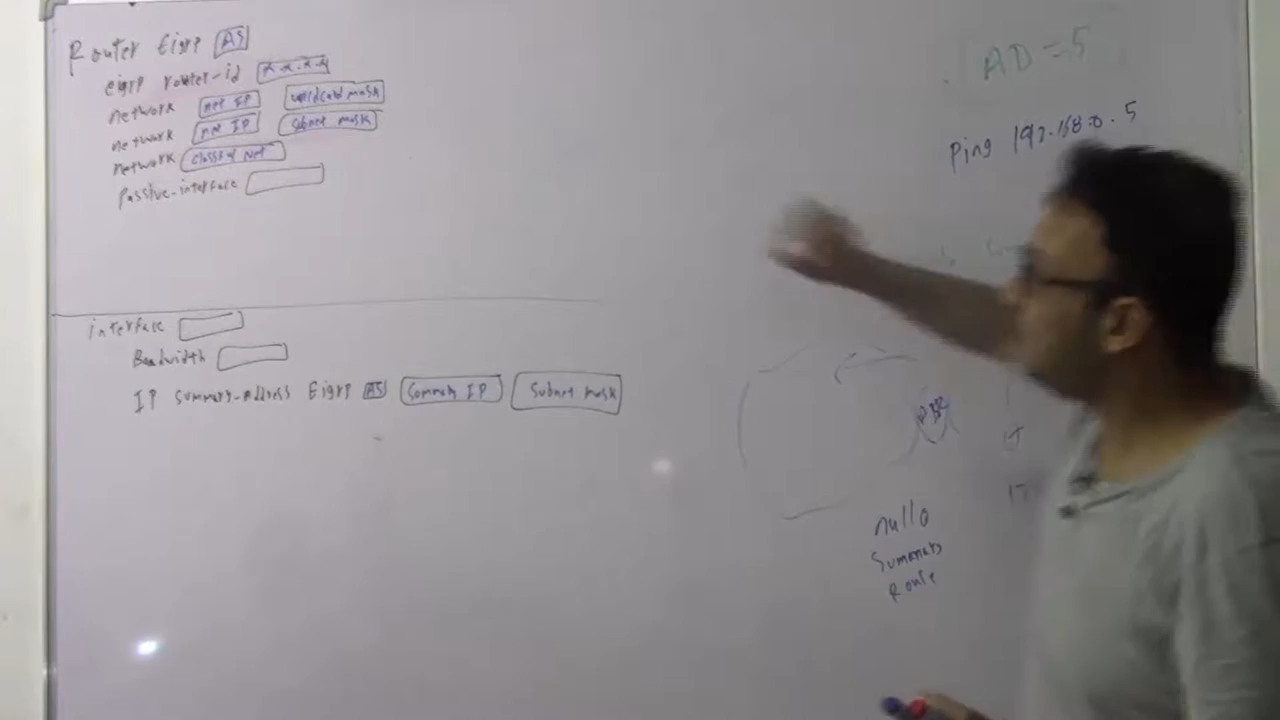 Router Eigrp AS
eigrp router-id x.x.x.x
network net IP wildcard mask
network net IP Subnet mask
network classful Net
Passive-interface
interface
Bandwidth
IP summary-Address Eigrp AS Summary IP Subnet mask
AD = 5
Ping 192.168.0.5
null0
Summary
Route